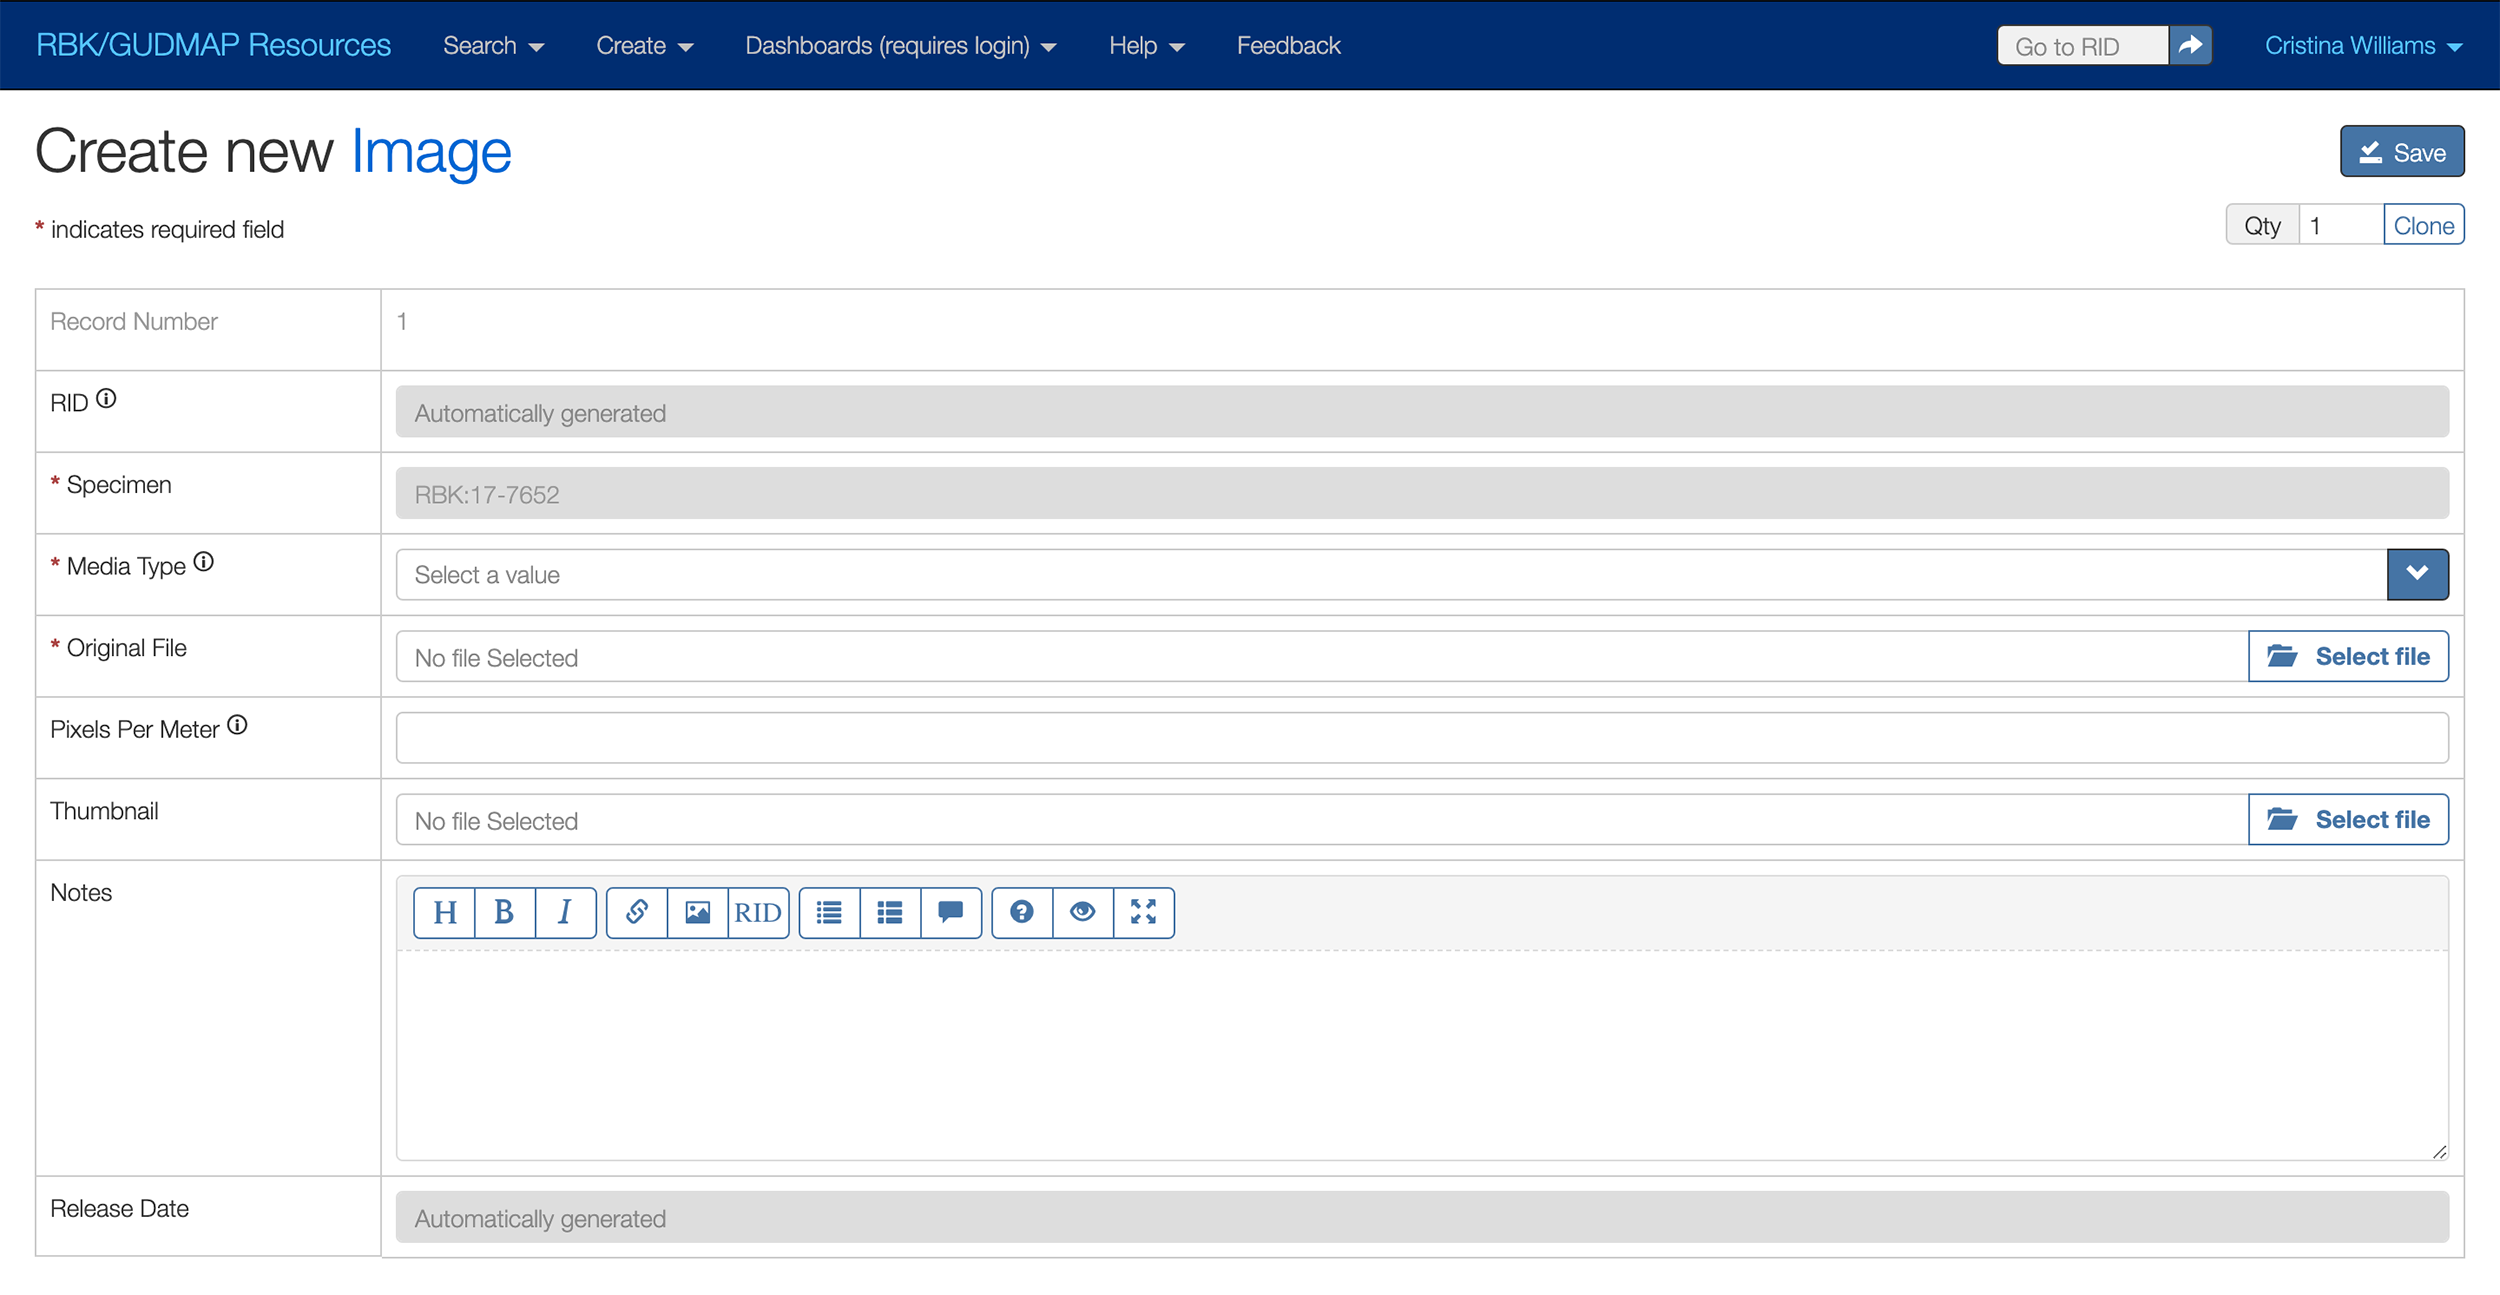 RBK/GUDMAP Resources Search Create Dashboards (requires login) Help Feedback Go to RID Cristina Williams
Create new Image
Save
* indicates required field
Qty 1 Clone
Record Number 1
RID Automatically generated
* Specimen RBK:17-7652
* Media Type Select a value
* Original File No file Selected Select file
Pixels Per Meter
Thumbnail No file Selected Select file
Notes H B I RID
Release Date Automatically generated